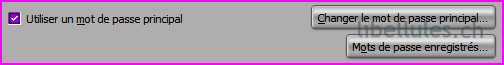 Utiliser un mot de passe principal
Changer le mot de passe principal...
libellules.ch
Mots de passe enregistrés...